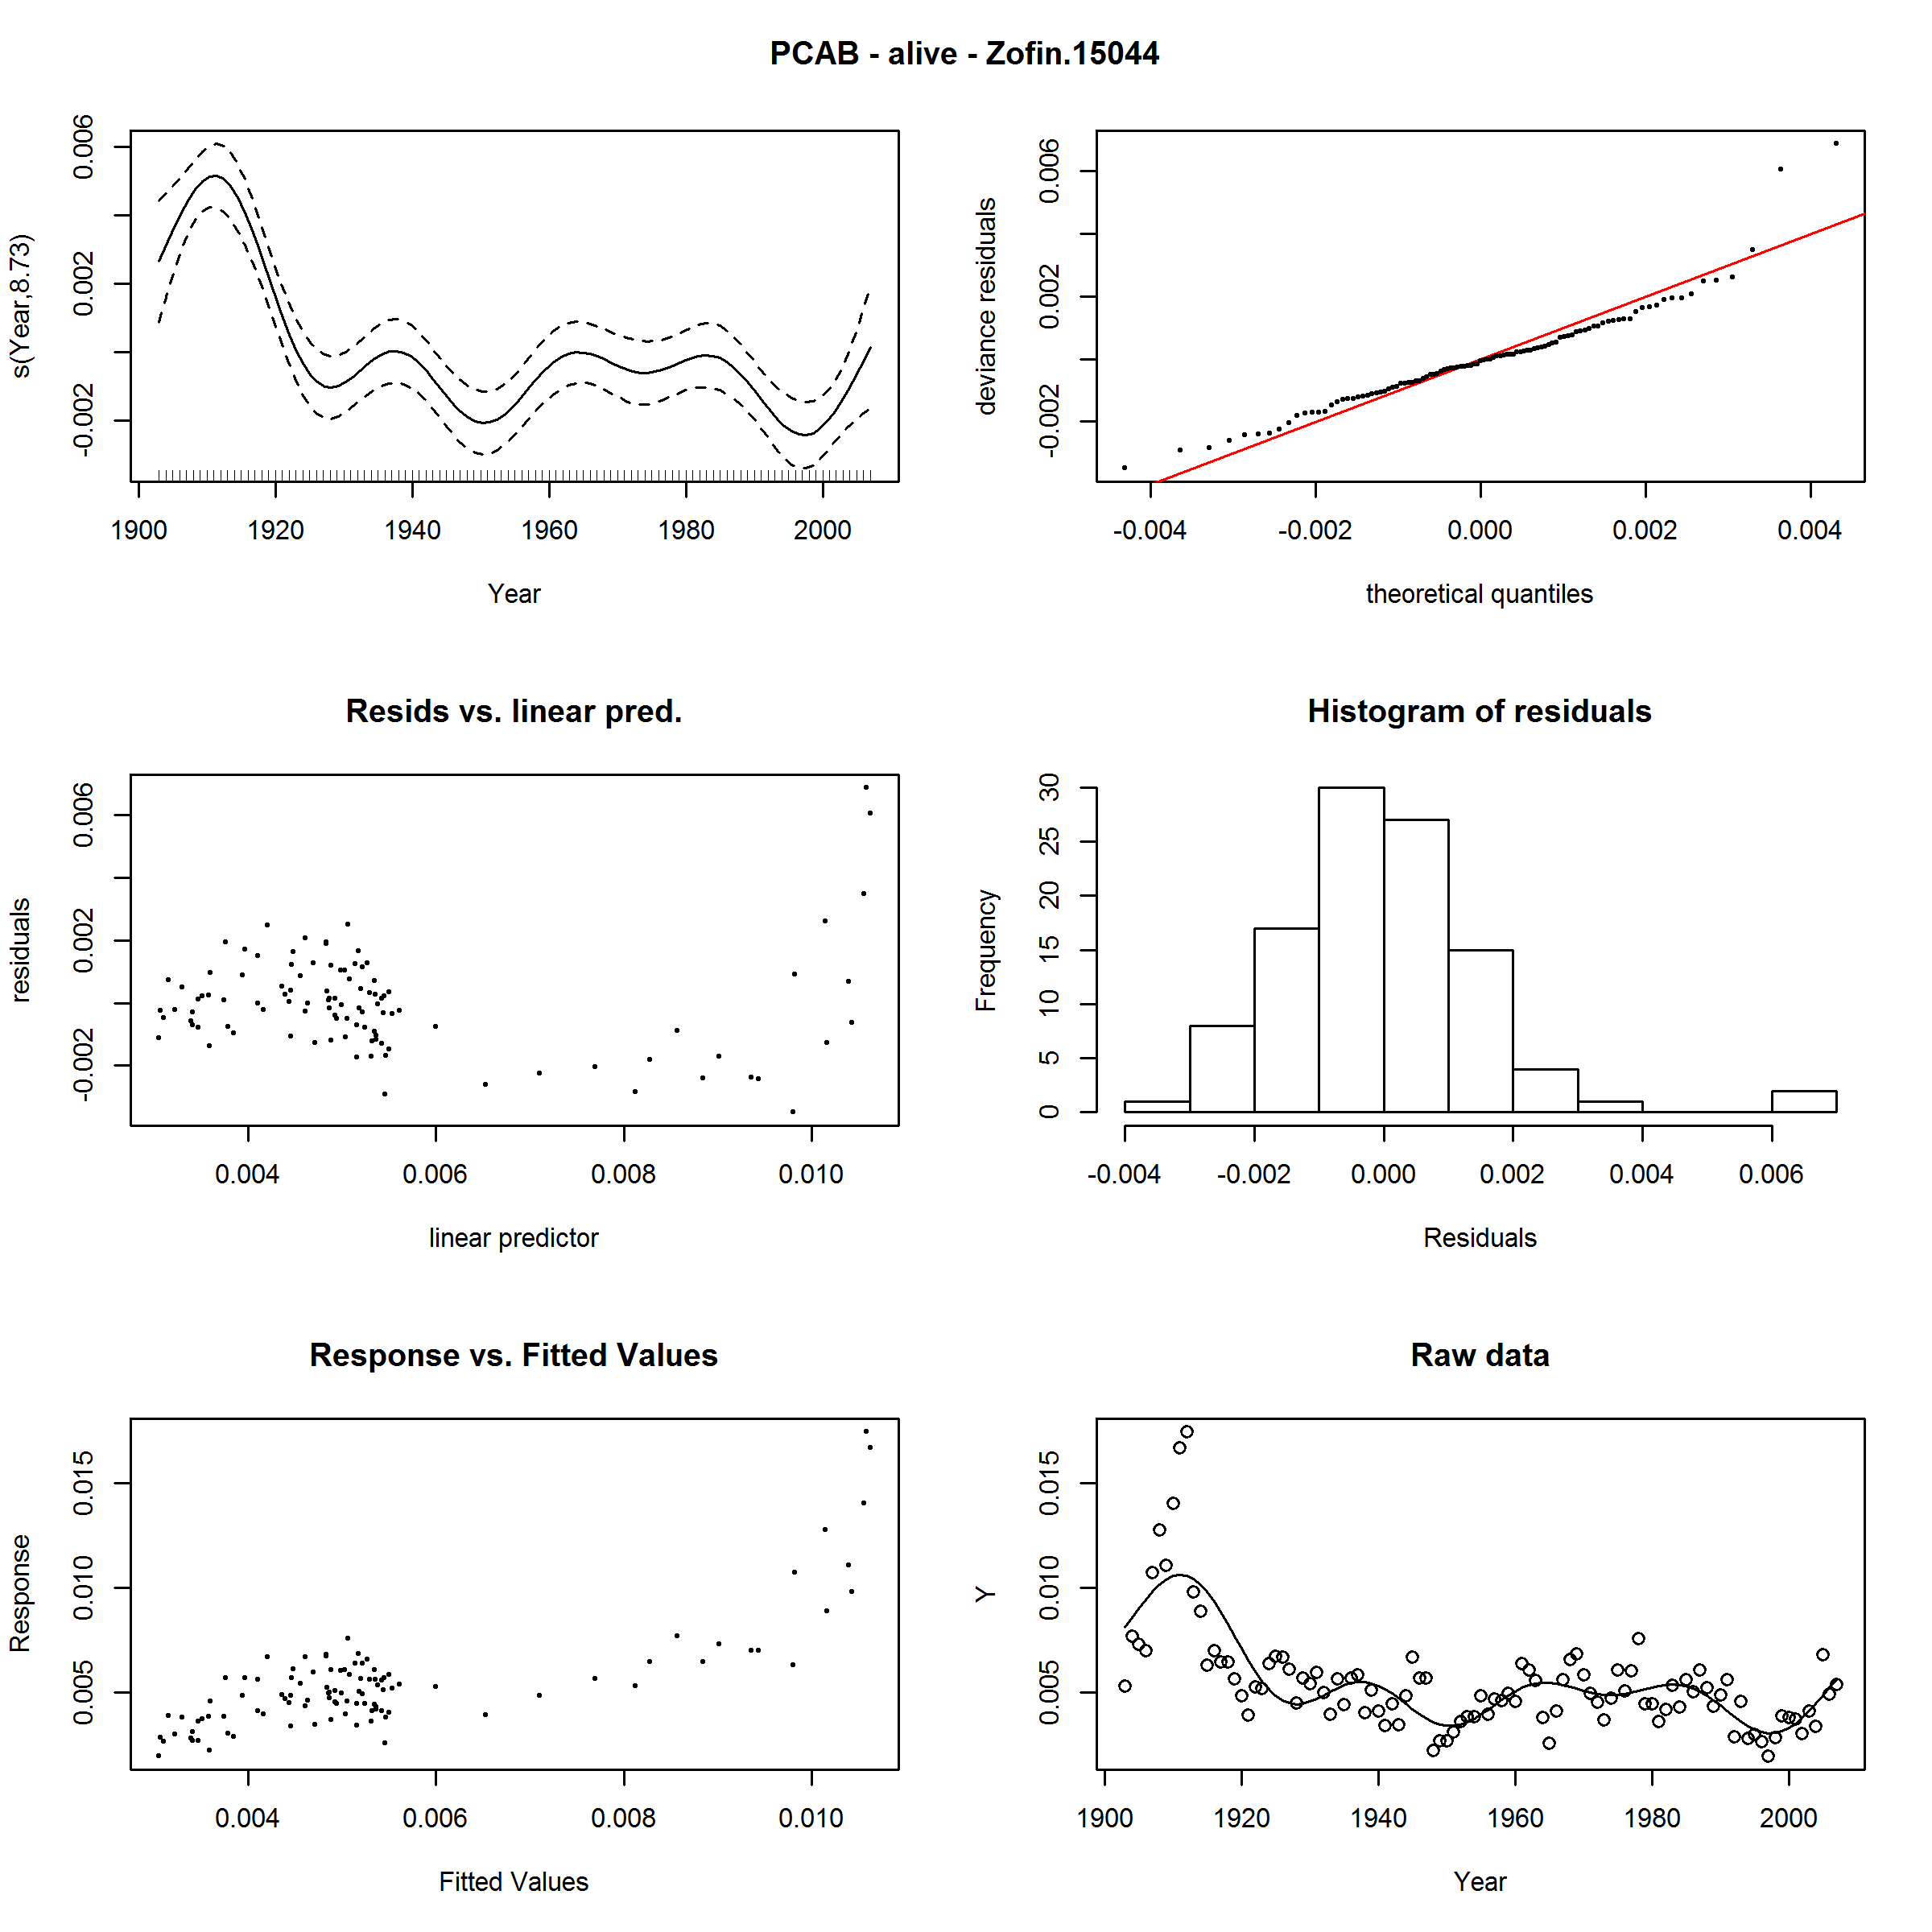 PCAB - alive - Zofin.15044
s(Year,8.73)
-0.002 0.002 0.006
1900 1920 1940 1960 1980 2000
Year
deviance residuals
-0.002 0.002 0.006
-0.004 -0.002 0.000 0.002 0.004
theoretical quantiles
Resids vs. linear pred.
residuals
-0.002 0.002 0.006
0.004 0.006 0.008 0.010
linear predictor
Histogram of residuals
Frequency
0 5 10 15 20 25 30
-0.004 -0.002 0.000 0.002 0.004 0.006
Residuals
Response vs. Fitted Values
Response
0.005 0.010 0.015
0.004 0.006 0.008 0.010
Fitted Values
Raw data
Y
0.005 0.010 0.015
1900 1920 1940 1960 1980 2000
Year